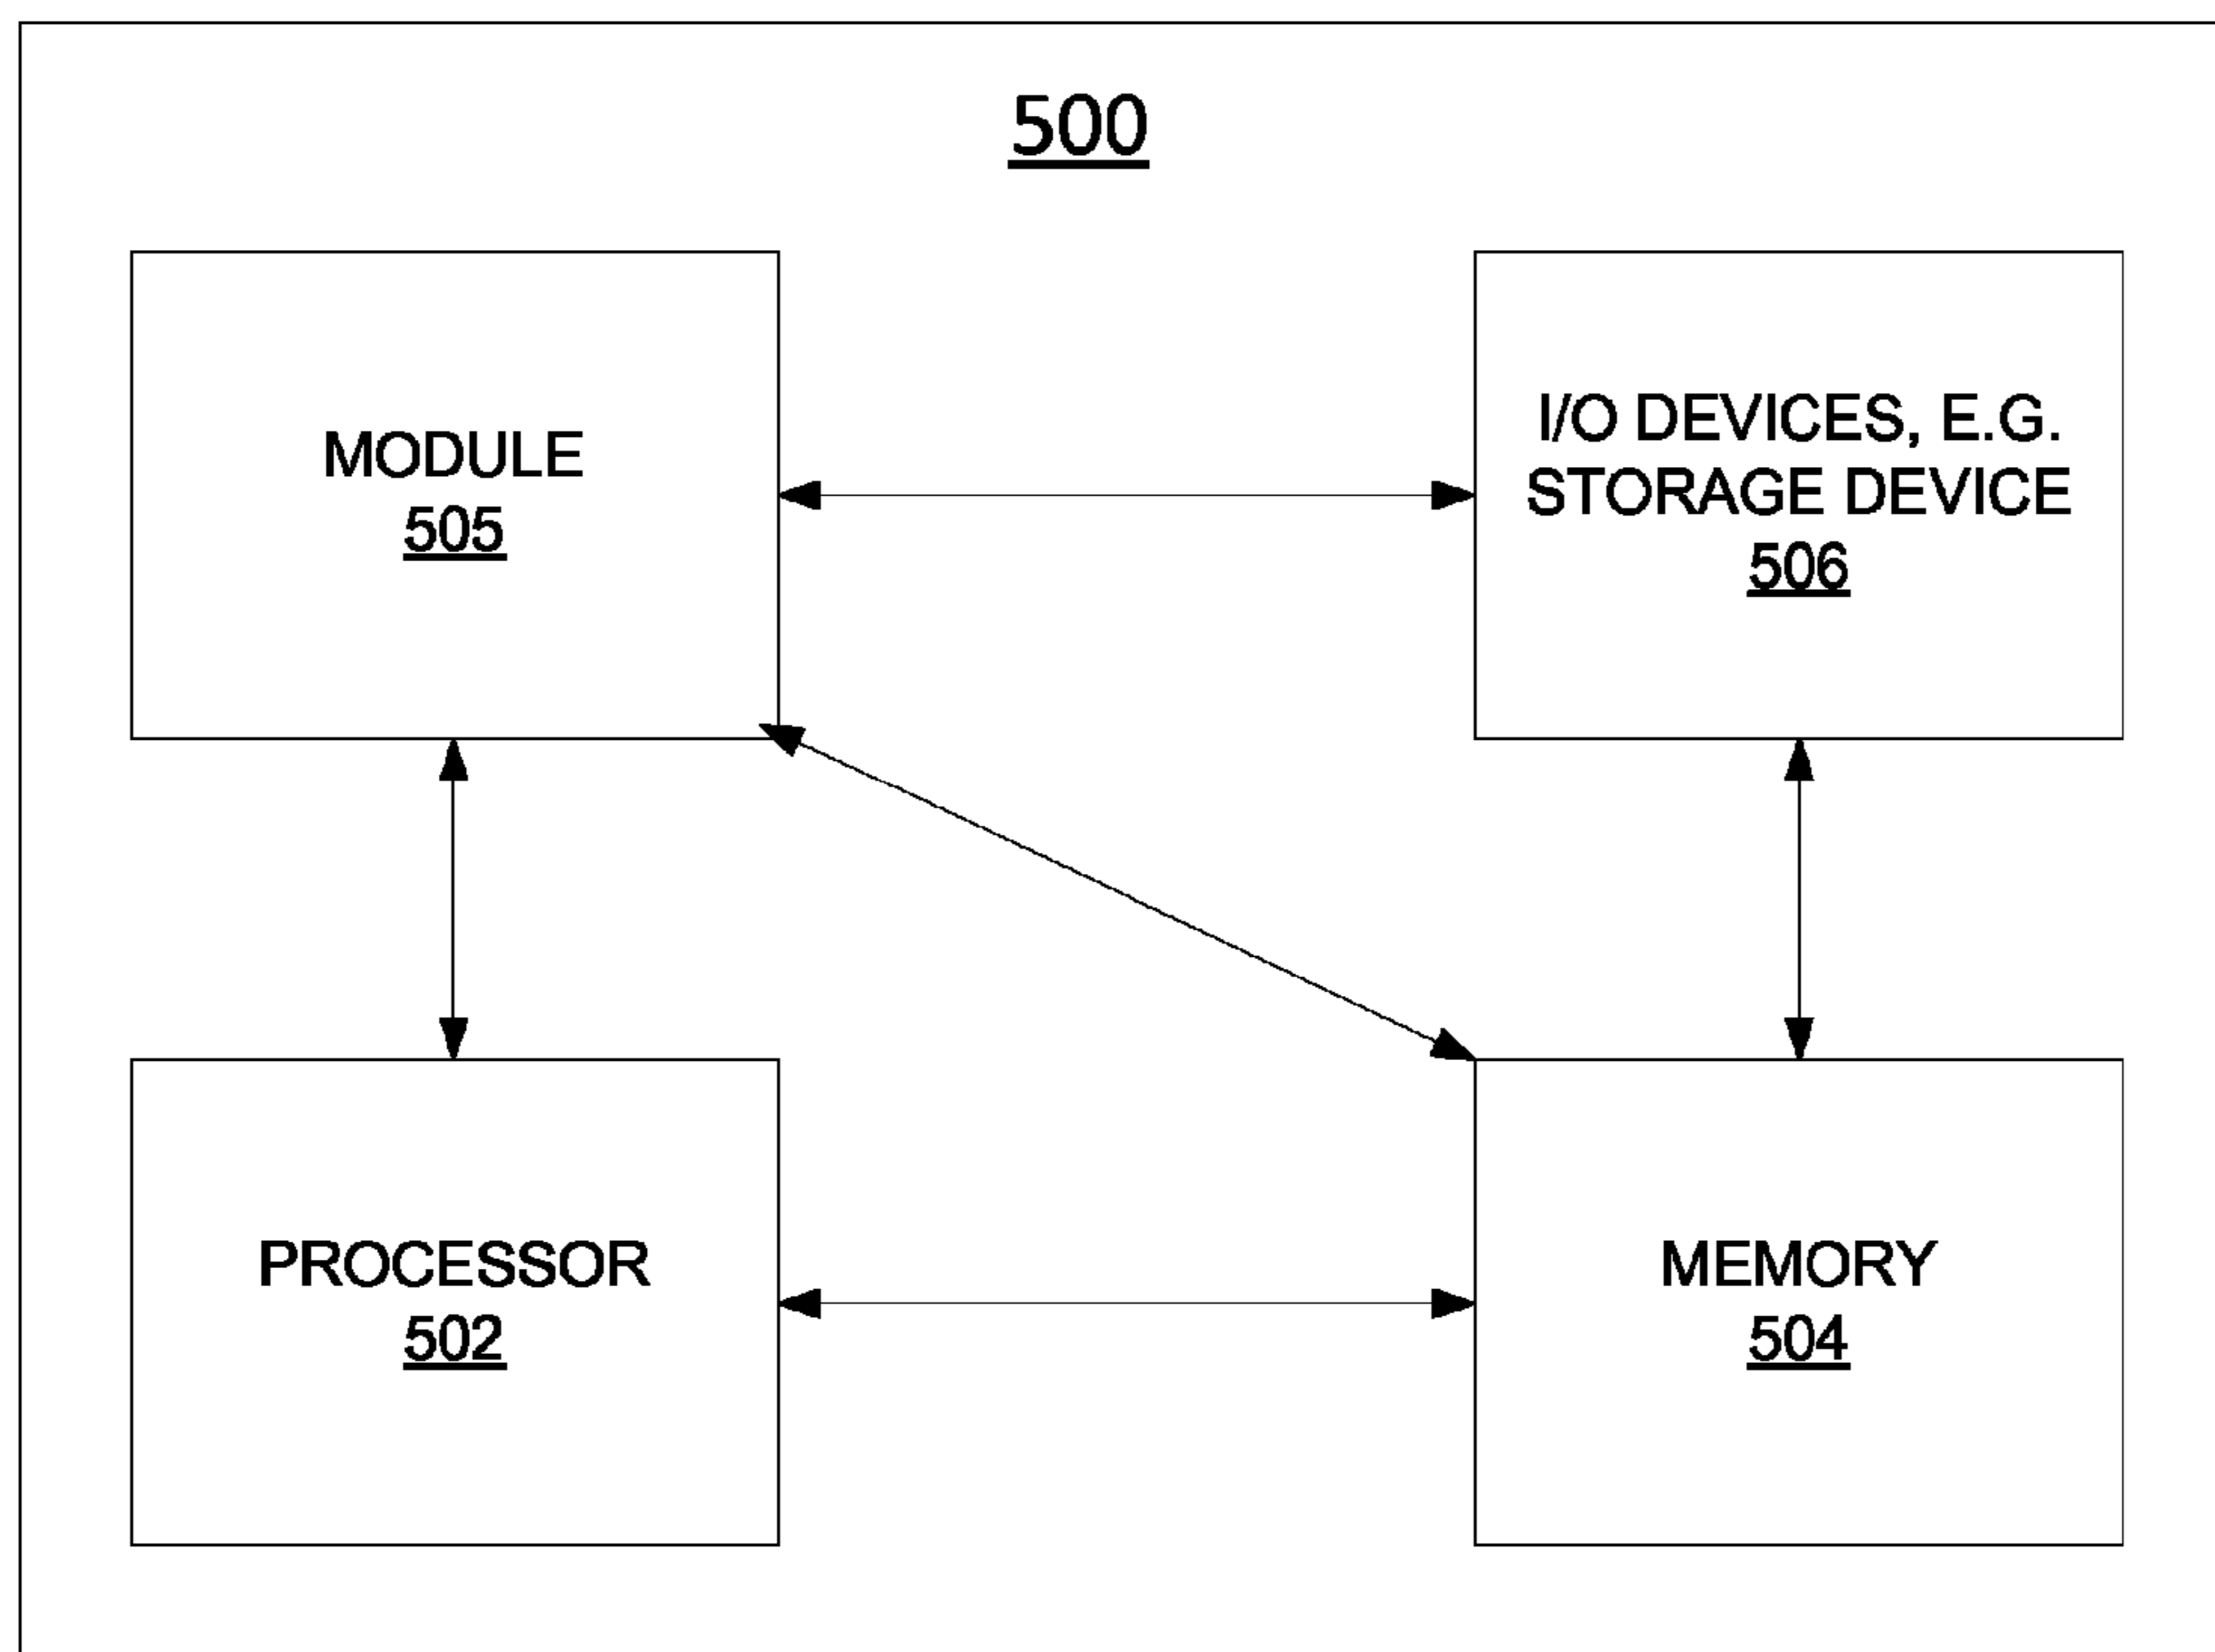 500
MODULE
505
I/O DEVICES, E.G.
STORAGE DEVICE
506
PROCESSOR
502
MEMORY
504